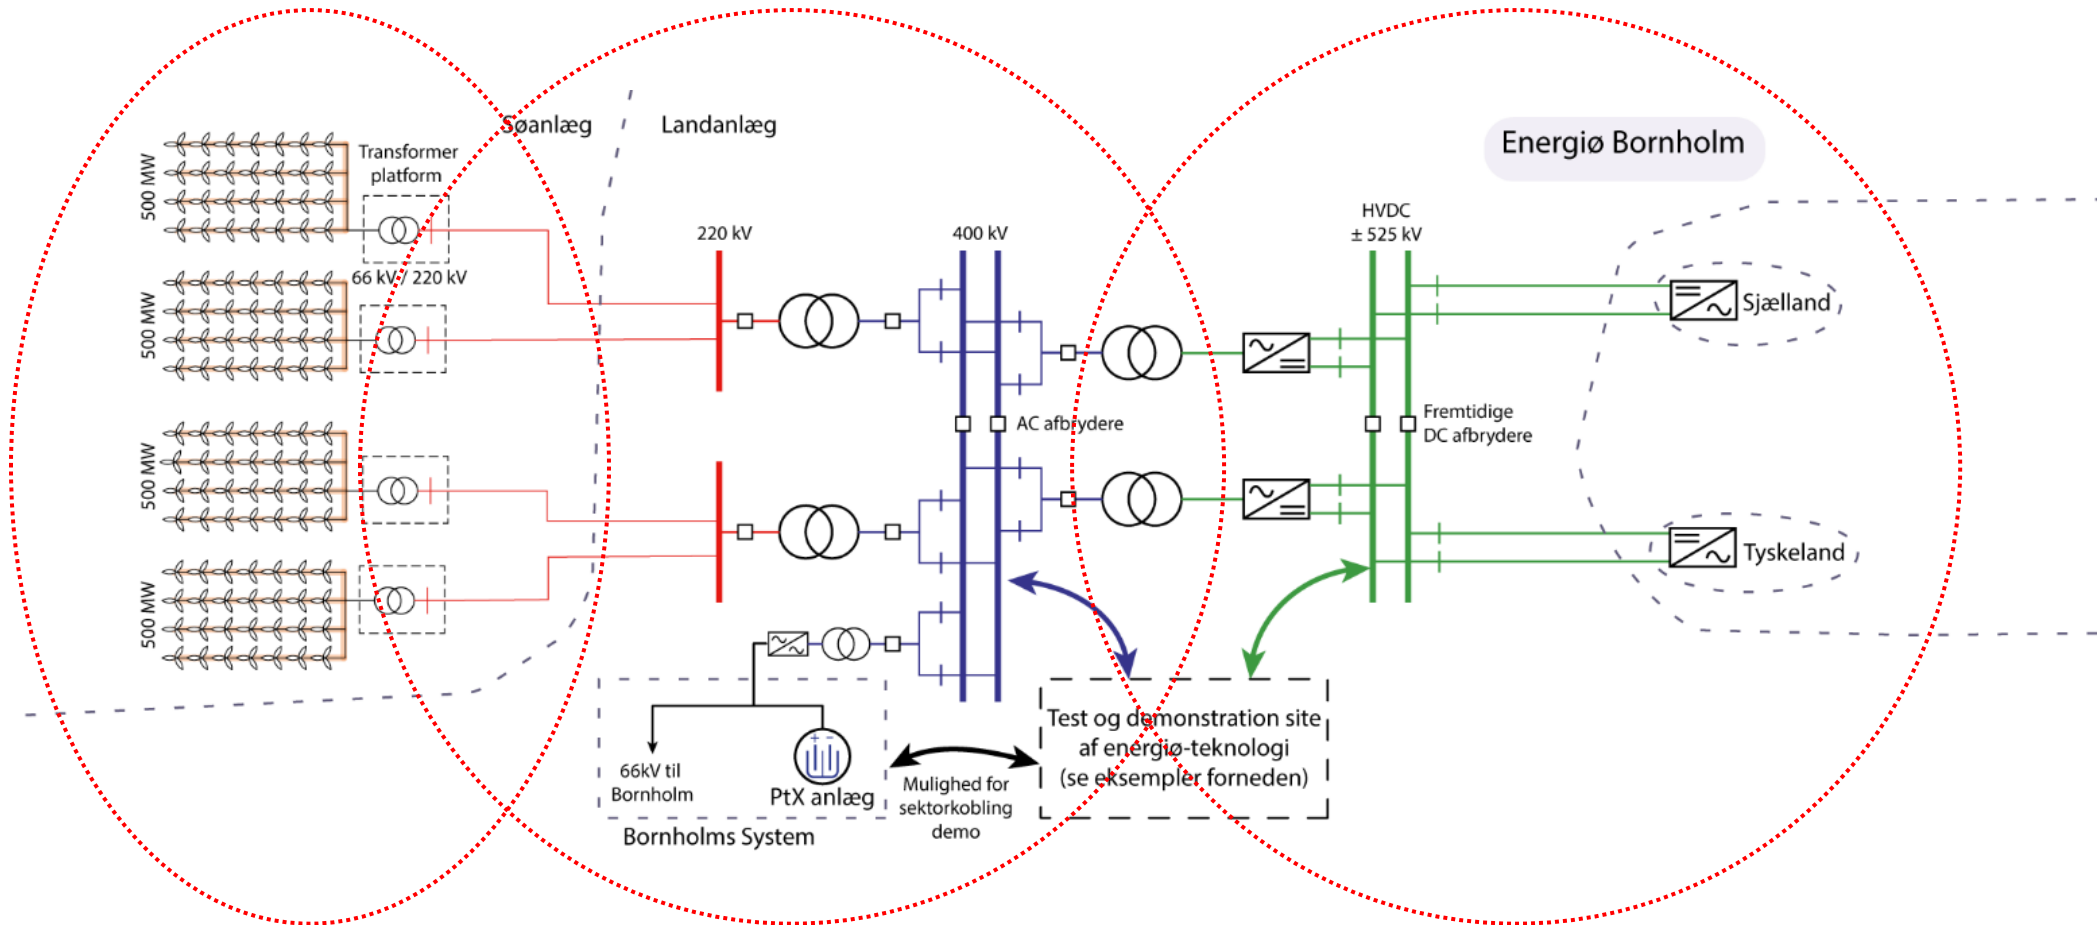 Søanlæg
Landanlæg
Energiø Bornholm
500 MW
Transformer
platform
66 kV / 220 kV
500 MW
500 MW
500 MW
220 kV
400 kV
HVDC
± 525 kV
Sjælland
AC afbrydere
Fremtidige
DC afbrydere
Tyskeland
66kV til
Bornholm
+ -
PtX anlæg
Bornholms System
Mulighed for
sektorkobling
demo
Test og demonstration site
af energiø-teknologi
(se eksempler forneden)